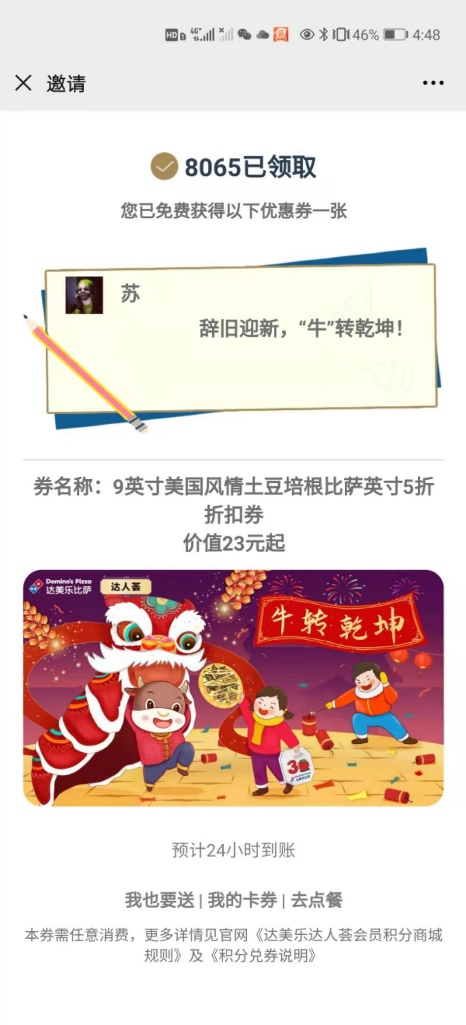 HD 4G 46% 4:48
邀请
8065已领取
您已免费获得以下优惠券一张
苏
辞旧迎新，“牛”转乾坤！
券名称：9英寸美国风情土豆培根比萨英寸5折
折扣券
价值23元起
Domino's Pizza
达美乐比萨
达人荟
牛转乾坤
3
预计24小时到账
我也要送 | 我的卡券 | 去点餐
本券需任意消费，更多详情见官网《达美乐达人荟会员积分商城
规则》及《积分兑券说明》